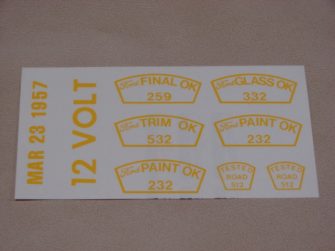 MAR 23 1957
12 VOLT
Ford FINAL OK
259
Ford GLASS OK
332
Ford TRIM OK
532
Ford PAINT OK
232
Ford PAINT OK
232
TESTED
ROAD
512
TESTED
ROAD
512